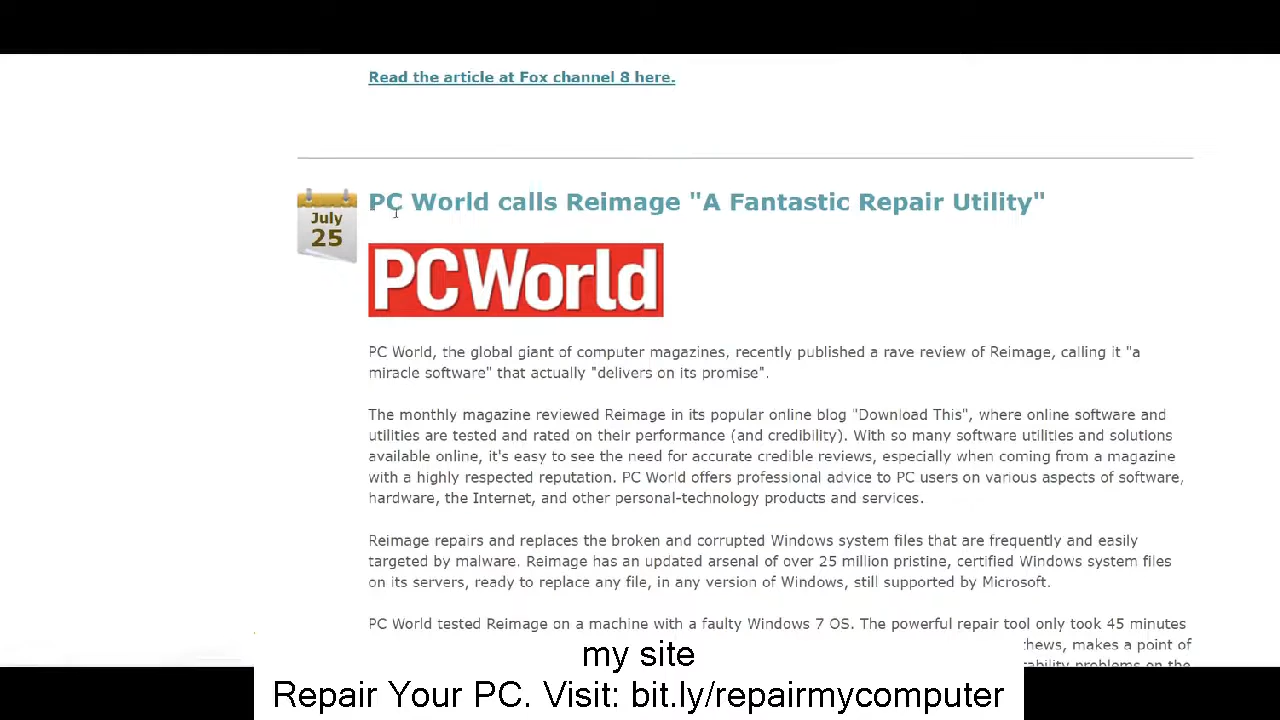 Read the article at Fox channel 8 here.
July
25
PC World calls Reimage "A Fantastic Repair Utility"
PCWorld
PC World, the global giant of computer magazines, recently published a rave review of Reimage, calling it "a
miracle software" that actually "delivers on its promise".
The monthly magazine reviewed Reimage in its popular online blog "Download This", where online software and
utilities are tested and rated on their performance (and credibility). With so many software utilities and solutions
available online, it's easy to see the need for accurate credible reviews, especially when coming from a magazine
with a highly respected reputation. PC World offers professional advice to PC users on various aspects of software,
hardware, the Internet, and other personal-technology products and services.
Reimage repairs and replaces the broken and corrupted Windows system files that are frequently and easily
targeted by malware. Reimage has an updated arsenal of over 25 million pristine, certified Windows system files
on its servers, ready to replace any file, in any version of Windows, still supported by Microsoft.
PC World tested Reimage on a machine with a faulty Windows 7 OS. The powerful repair tool only took 45 minutes
thews, makes a point of
problems on the
my site
Repair Your PC. Visit: bit.ly/repairmycomputer